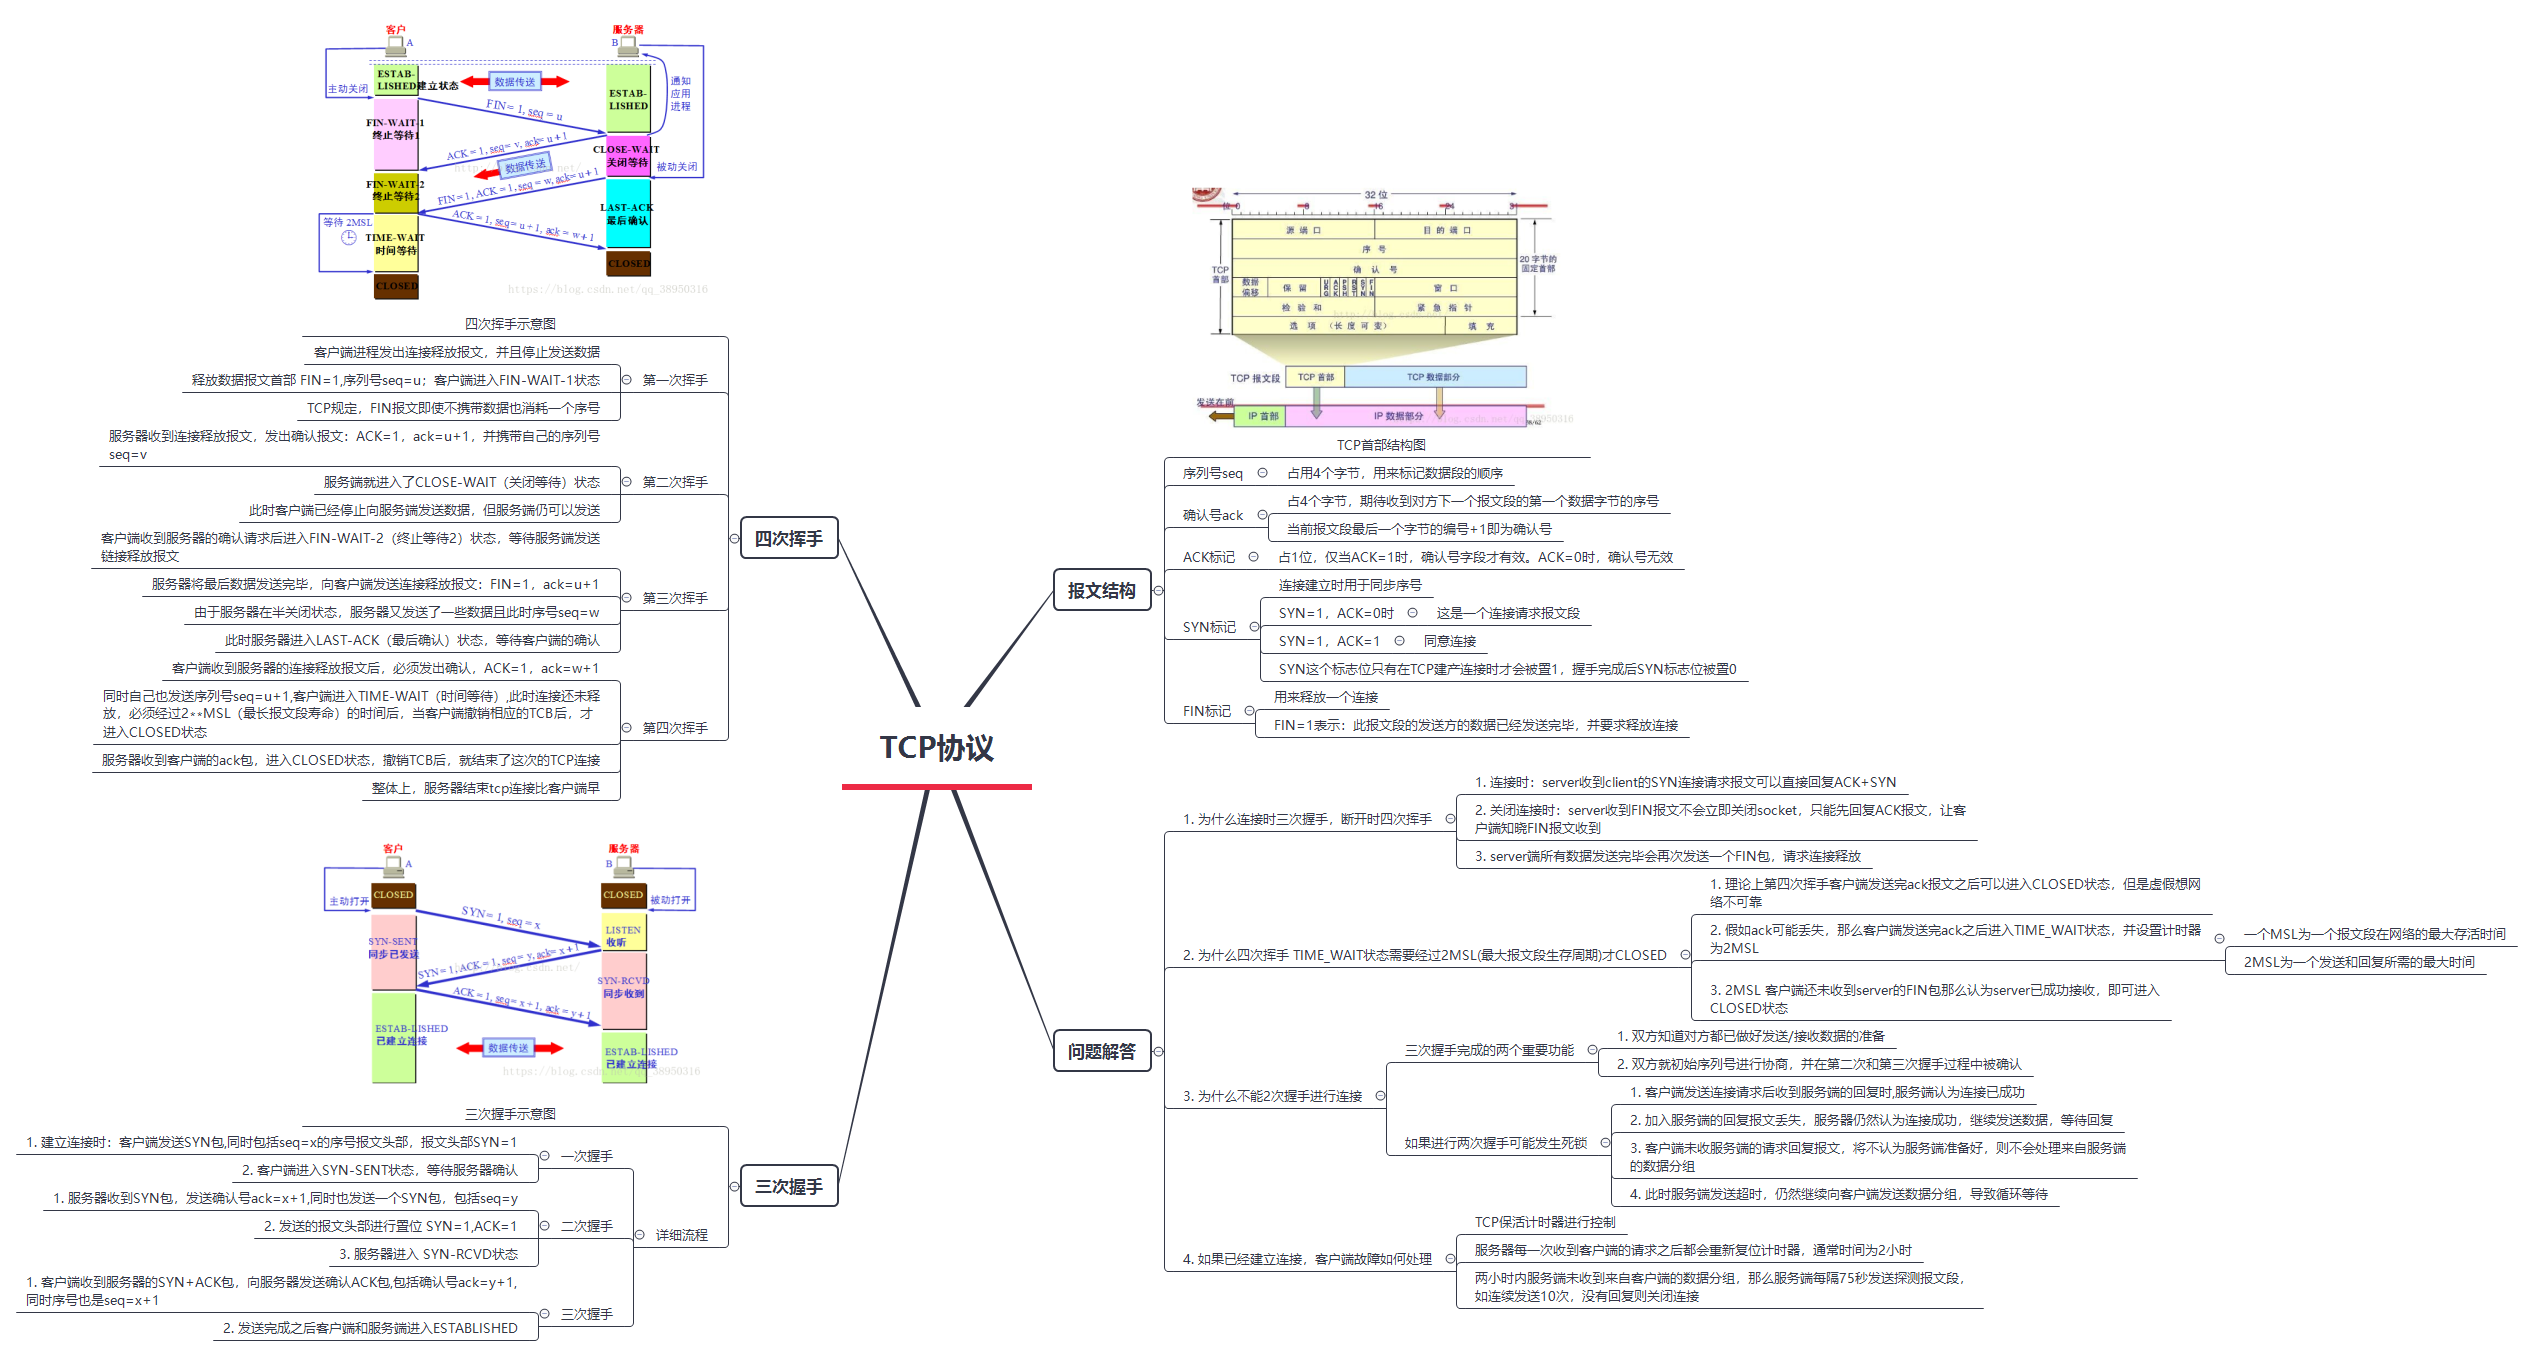 客户
A
服务器
B
ESTAB-
LISHED
建立状态
数据传送
主动关闭
通知
应用
进程
ESTAB-
LISHED
FIN=1, seq = u
FIN-WAIT-1
终止等待1
ACK = 1, seq= v, ack= u+1
CLOSE-WAIT
关闭等待
数据传送
被动关闭
FIN-WAIT-2
终止等待2
FIN=1, ACK = 1, seq = w, ack= u+1
等待 2MSL
ACK = 1, seq= u+1, ack = w+1
LAST-ACK
最后确认
TIME-WAIT
时间等待
CLOSED
CLOSED
https://blog.csdn.net/qq_38950316
四次挥手示意图
客户端进程发出连接释放报文，并且停止发送数据
释放数据报文首部 FIN=1,序列号seq=u；客户端进入FIN-WAIT-1状态
第一次挥手
TCP规定，FIN报文即使不携带数据也消耗一个序号
服务器收到连接释放报文，发出确认报文：ACK=1，ack=u+1，并携带自己的序列号
seq=v
服务端就进入了CLOSE-WAIT（关闭等待）状态
第二次挥手
此时客户端已经停止向服务端发送数据，但服务端仍可以发送
客户端收到服务器的确认请求后进入FIN-WAIT-2（终止等待2）状态，等待服务端发送
链接释放报文
服务器将最后数据发送完毕，向客户端发送连接释放报文：FIN=1，ack=u+1
第三次挥手
由于服务器在半关闭状态，服务器又发送了一些数据且此时序号seq=w
此时服务器进入LAST-ACK（最后确认）状态，等待客户端的确认
客户端收到服务器的连接释放报文后，必须发出确认，ACK=1，ack=w+1
同时自己也发送序列号seq=u+1,客户端进入TIME-WAIT（时间等待）,此时连接还未释
放，必须经过2**MSL（最长报文段寿命）的时间后，当客户端撤销相应的TCB后，才
进入CLOSED状态
第四次挥手
服务器收到客户端的ack包，进入CLOSED状态，撤销TCB后，就结束了这次的TCP连接
整体上，服务器结束tcp连接比客户端早
四次挥手
客户
A
服务器
B
CLOSED
CLOSED
主动打开
被动打开
SYN=1, seq = x
LISTEN
收听
SYN-SENT
同步已发送
SYN=1, ACK = 1, seq= y, ack= x+1
SYN-RCVD
同步收到
ACK =1, seq= x+1, ack = y+1
ESTAB-LISHED
已建立连接
数据传送
ESTAB-LISHED
已建立连接
https://blog.csdn.net/qq_38950316
三次握手示意图
1. 建立连接时：客户端发送SYN包,同时包括seq=x的序号报文头部，报文头部SYN=1
一次握手
2. 客户端进入SYN-SENT状态，等待服务器确认
1. 服务器收到SYN包，发送确认号ack=x+1,同时也发送一个SYN包，包括seq=y
2. 发送的报文头部进行置位 SYN=1,ACK=1
二次握手
3. 服务器进入 SYN-RCVD状态
详细流程
1. 客户端收到服务器的SYN+ACK包，向服务器发送确认ACK包,包括确认号ack=y+1,
同时序号也是seq=x+1
三次握手
2. 发送完成之后客户端和服务端进入ESTABLISHED
三次握手
TCP协议
32 位
位 0 8 16 24 31
源 端 口
目 的 端 口
序 号
确 认 号
TCP
首部
20 字节的
固定首部
数据
偏移
保 留
URG
ACK
PSH
RST
SYN
FIN
窗 口
检 验 和
紧 急 指 针
选 项 （长 度 可 变）
填 充
TCP 报文段
TCP 首部
TCP 数据部分
发送在前
IP 首部
IP 数据部分
58/62
TCP首部结构图
序列号seq
占用4个字节，用来标记数据段的顺序
确认号ack
占4个字节，期待收到对方下一个报文段的第一个数据字节的序号
当前报文段最后一个字节的编号+1即为确认号
ACK标记
占1位，仅当ACK=1时，确认号字段才有效。ACK=0时，确认号无效
报文结构
SYN标记
连接建立时用于同步序号
SYN=1，ACK=0时
这是一个连接请求报文段
SYN=1，ACK=1
同意连接
SYN这个标志位只有在TCP建产连接时才会被置1，握手完成后SYN标志位被置0
FIN标记
用来释放一个连接
FIN=1表示：此报文段的发送方的数据已经发送完毕，并要求释放连接
问题解答
1. 为什么连接时三次握手，断开时四次挥手
1. 连接时：server收到client的SYN连接请求报文可以直接回复ACK+SYN
2. 关闭连接时：server收到FIN报文不会立即关闭socket，只能先回复ACK报文，让客
户端知晓FIN报文收到
3. server端所有数据发送完毕会再次发送一个FIN包，请求连接释放
2. 为什么四次挥手 TIME_WAIT状态需要经过2MSL(最大报文段生存周期)才CLOSED
1. 理论上第四次挥手客户端发送完ack报文之后可以进入CLOSED状态，但是虚假想网
络不可靠
2. 假如ack可能丢失，那么客户端发送完ack之后进入TIME_WAIT状态，并设置计时器
为2MSL
一个MSL为一个报文段在网络的最大存活时间
2MSL为一个发送和回复所需的最大时间
3. 2MSL 客户端还未收到server的FIN包那么认为server已成功接收，即可进入
CLOSED状态
3. 为什么不能2次握手进行连接
三次握手完成的两个重要功能
1. 双方知道对方都已做好发送/接收数据的准备
2. 双方就初始序列号进行协商，并在第二次和第三次握手过程中被确认
如果进行两次握手可能发生死锁
1. 客户端发送连接请求后收到服务端的回复时,服务端认为连接已成功
2. 加入服务端的回复报文丢失，服务器仍然认为连接成功，继续发送数据，等待回复
3. 客户端未收服务端的请求回复报文，将不认为服务端准备好，则不会处理来自服务端
的数据分组
4. 此时服务端发送超时，仍然继续向客户端发送数据分组，导致循环等待
4. 如果已经建立连接，客户端故障如何处理
TCP保活计时器进行控制
服务器每一次收到客户端的请求之后都会重新复位计时器，通常时间为2小时
两小时内服务端未收到来自客户端的数据分组，那么服务端每隔75秒发送探测报文段，
如连续发送10次，没有回复则关闭连接